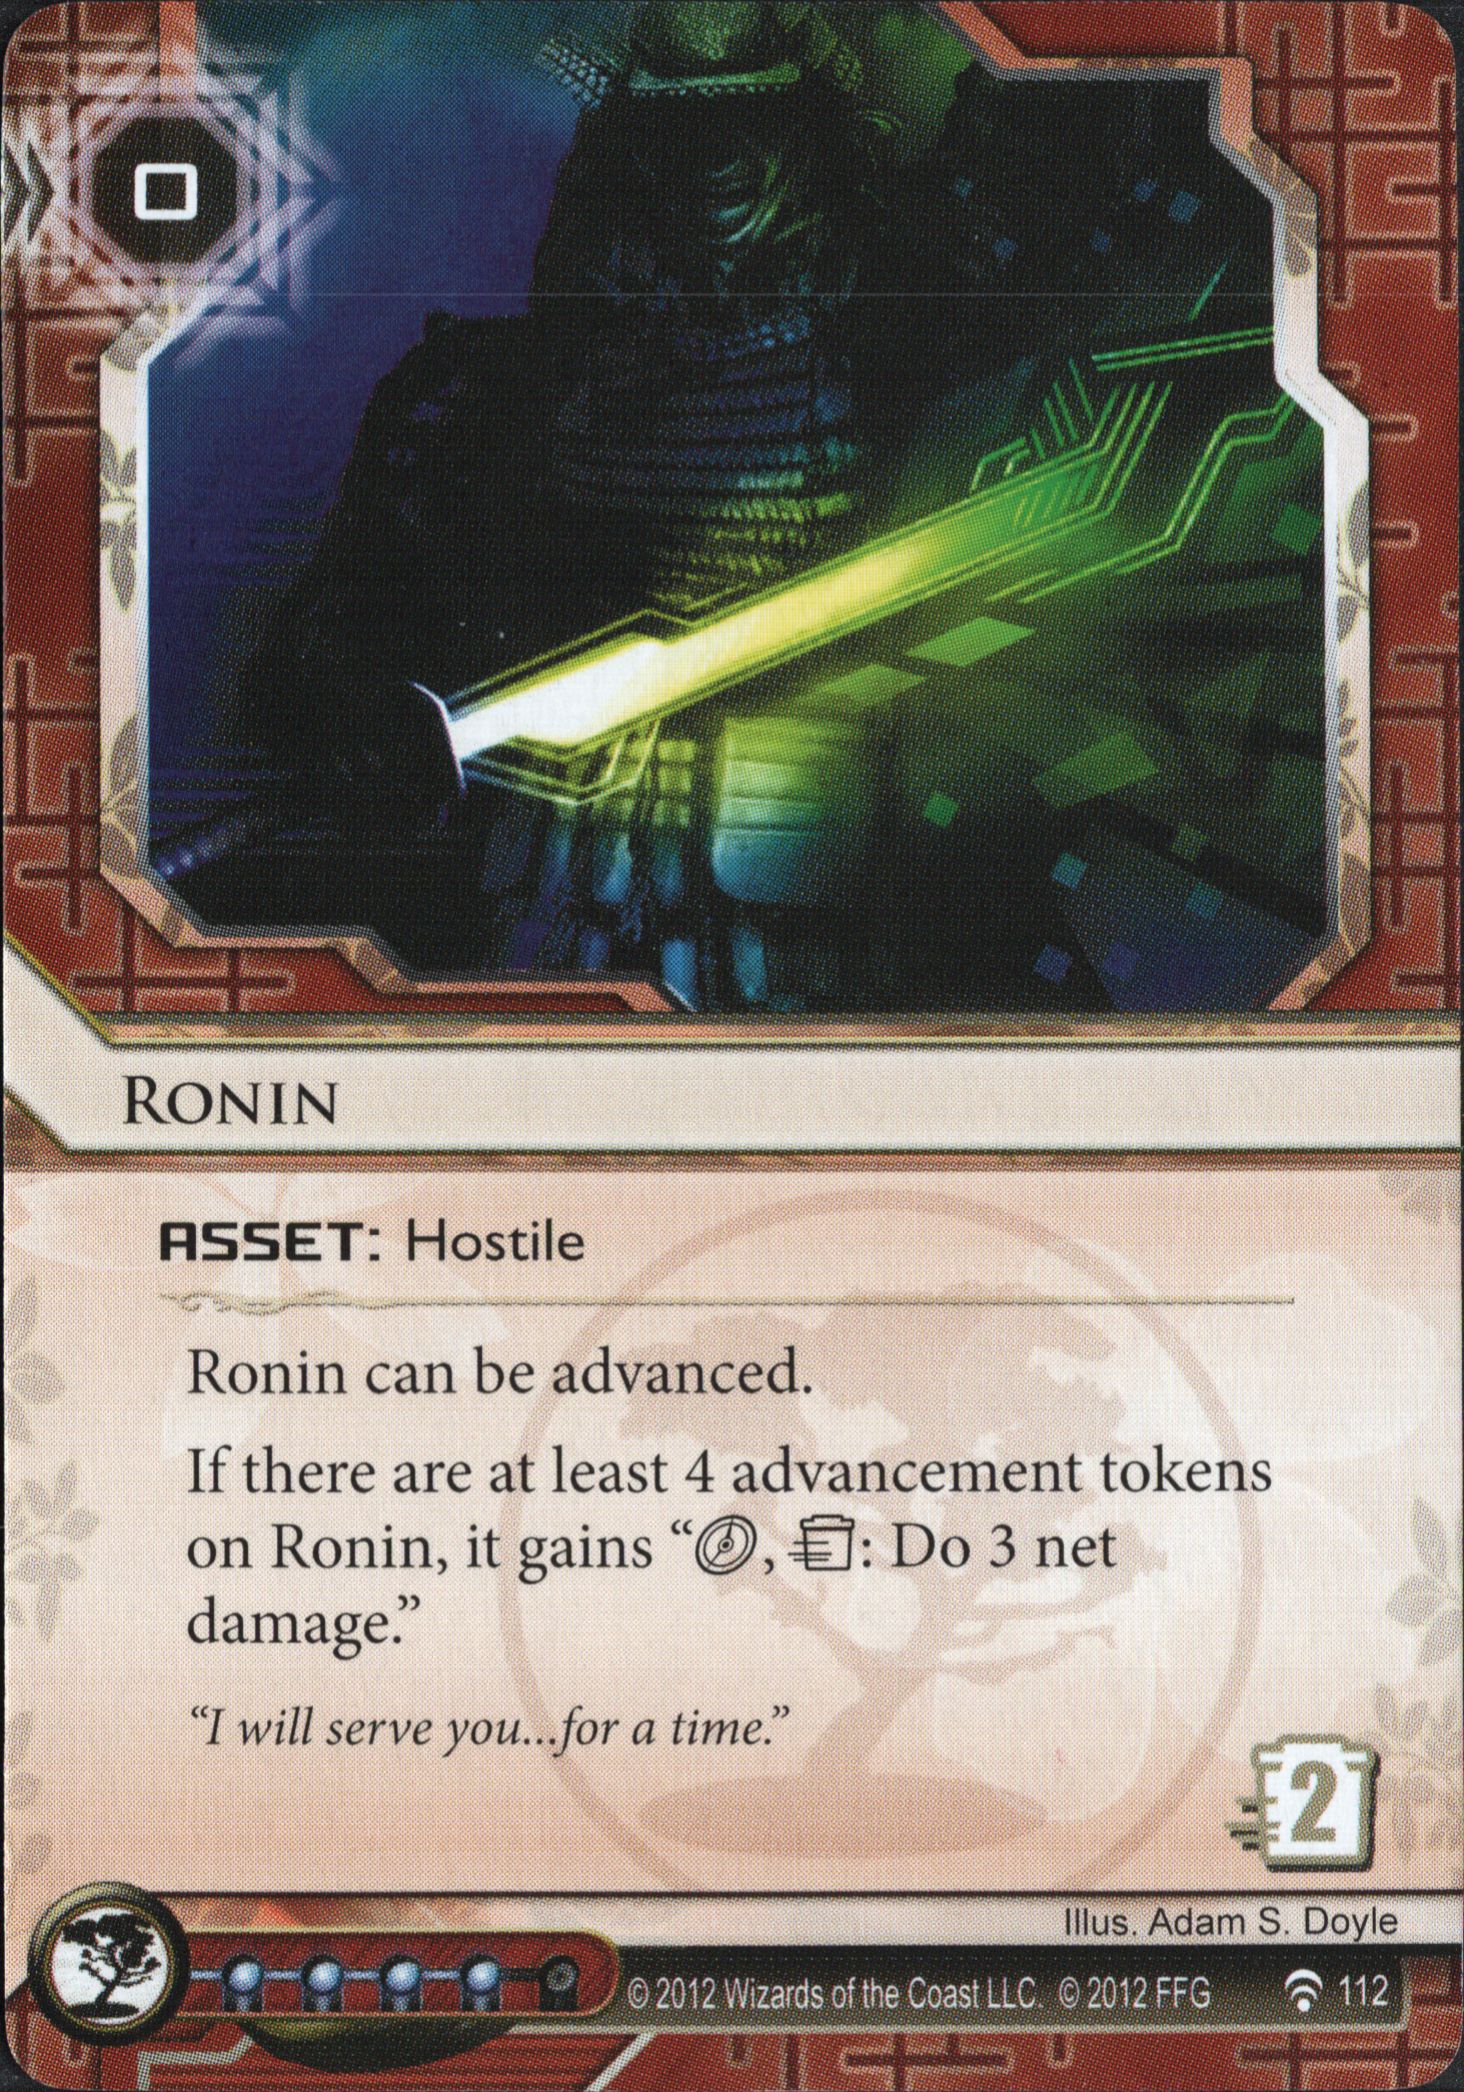 RONIN
ASSET: Hostile
Ronin can be advanced.
If there are at least 4 advancement tokens
on Ronin, it gains “ , : Do 3 net
damage.”
“I will serve you...for a time.”
2
Illus. Adam S. Doyle
© 2012 Wizards of the Coast LLC. © 2012 FFG 112